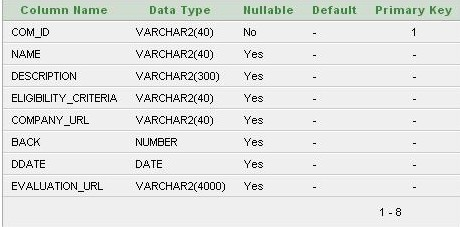 Column Name Data Type Nullable Default Primary Key
COM_ID VARCHAR2(40) No - 1
NAME VARCHAR2(40) Yes - -
DESCRIPTION VARCHAR2(300) Yes - -
ELIGIBILITY_CRITERIA VARCHAR2(40) Yes - -
COMPANY_URL VARCHAR2(40) Yes - -
BACK NUMBER Yes - -
DDATE DATE Yes - -
EVALUATION_URL VARCHAR2(4000) Yes - -
1 - 8